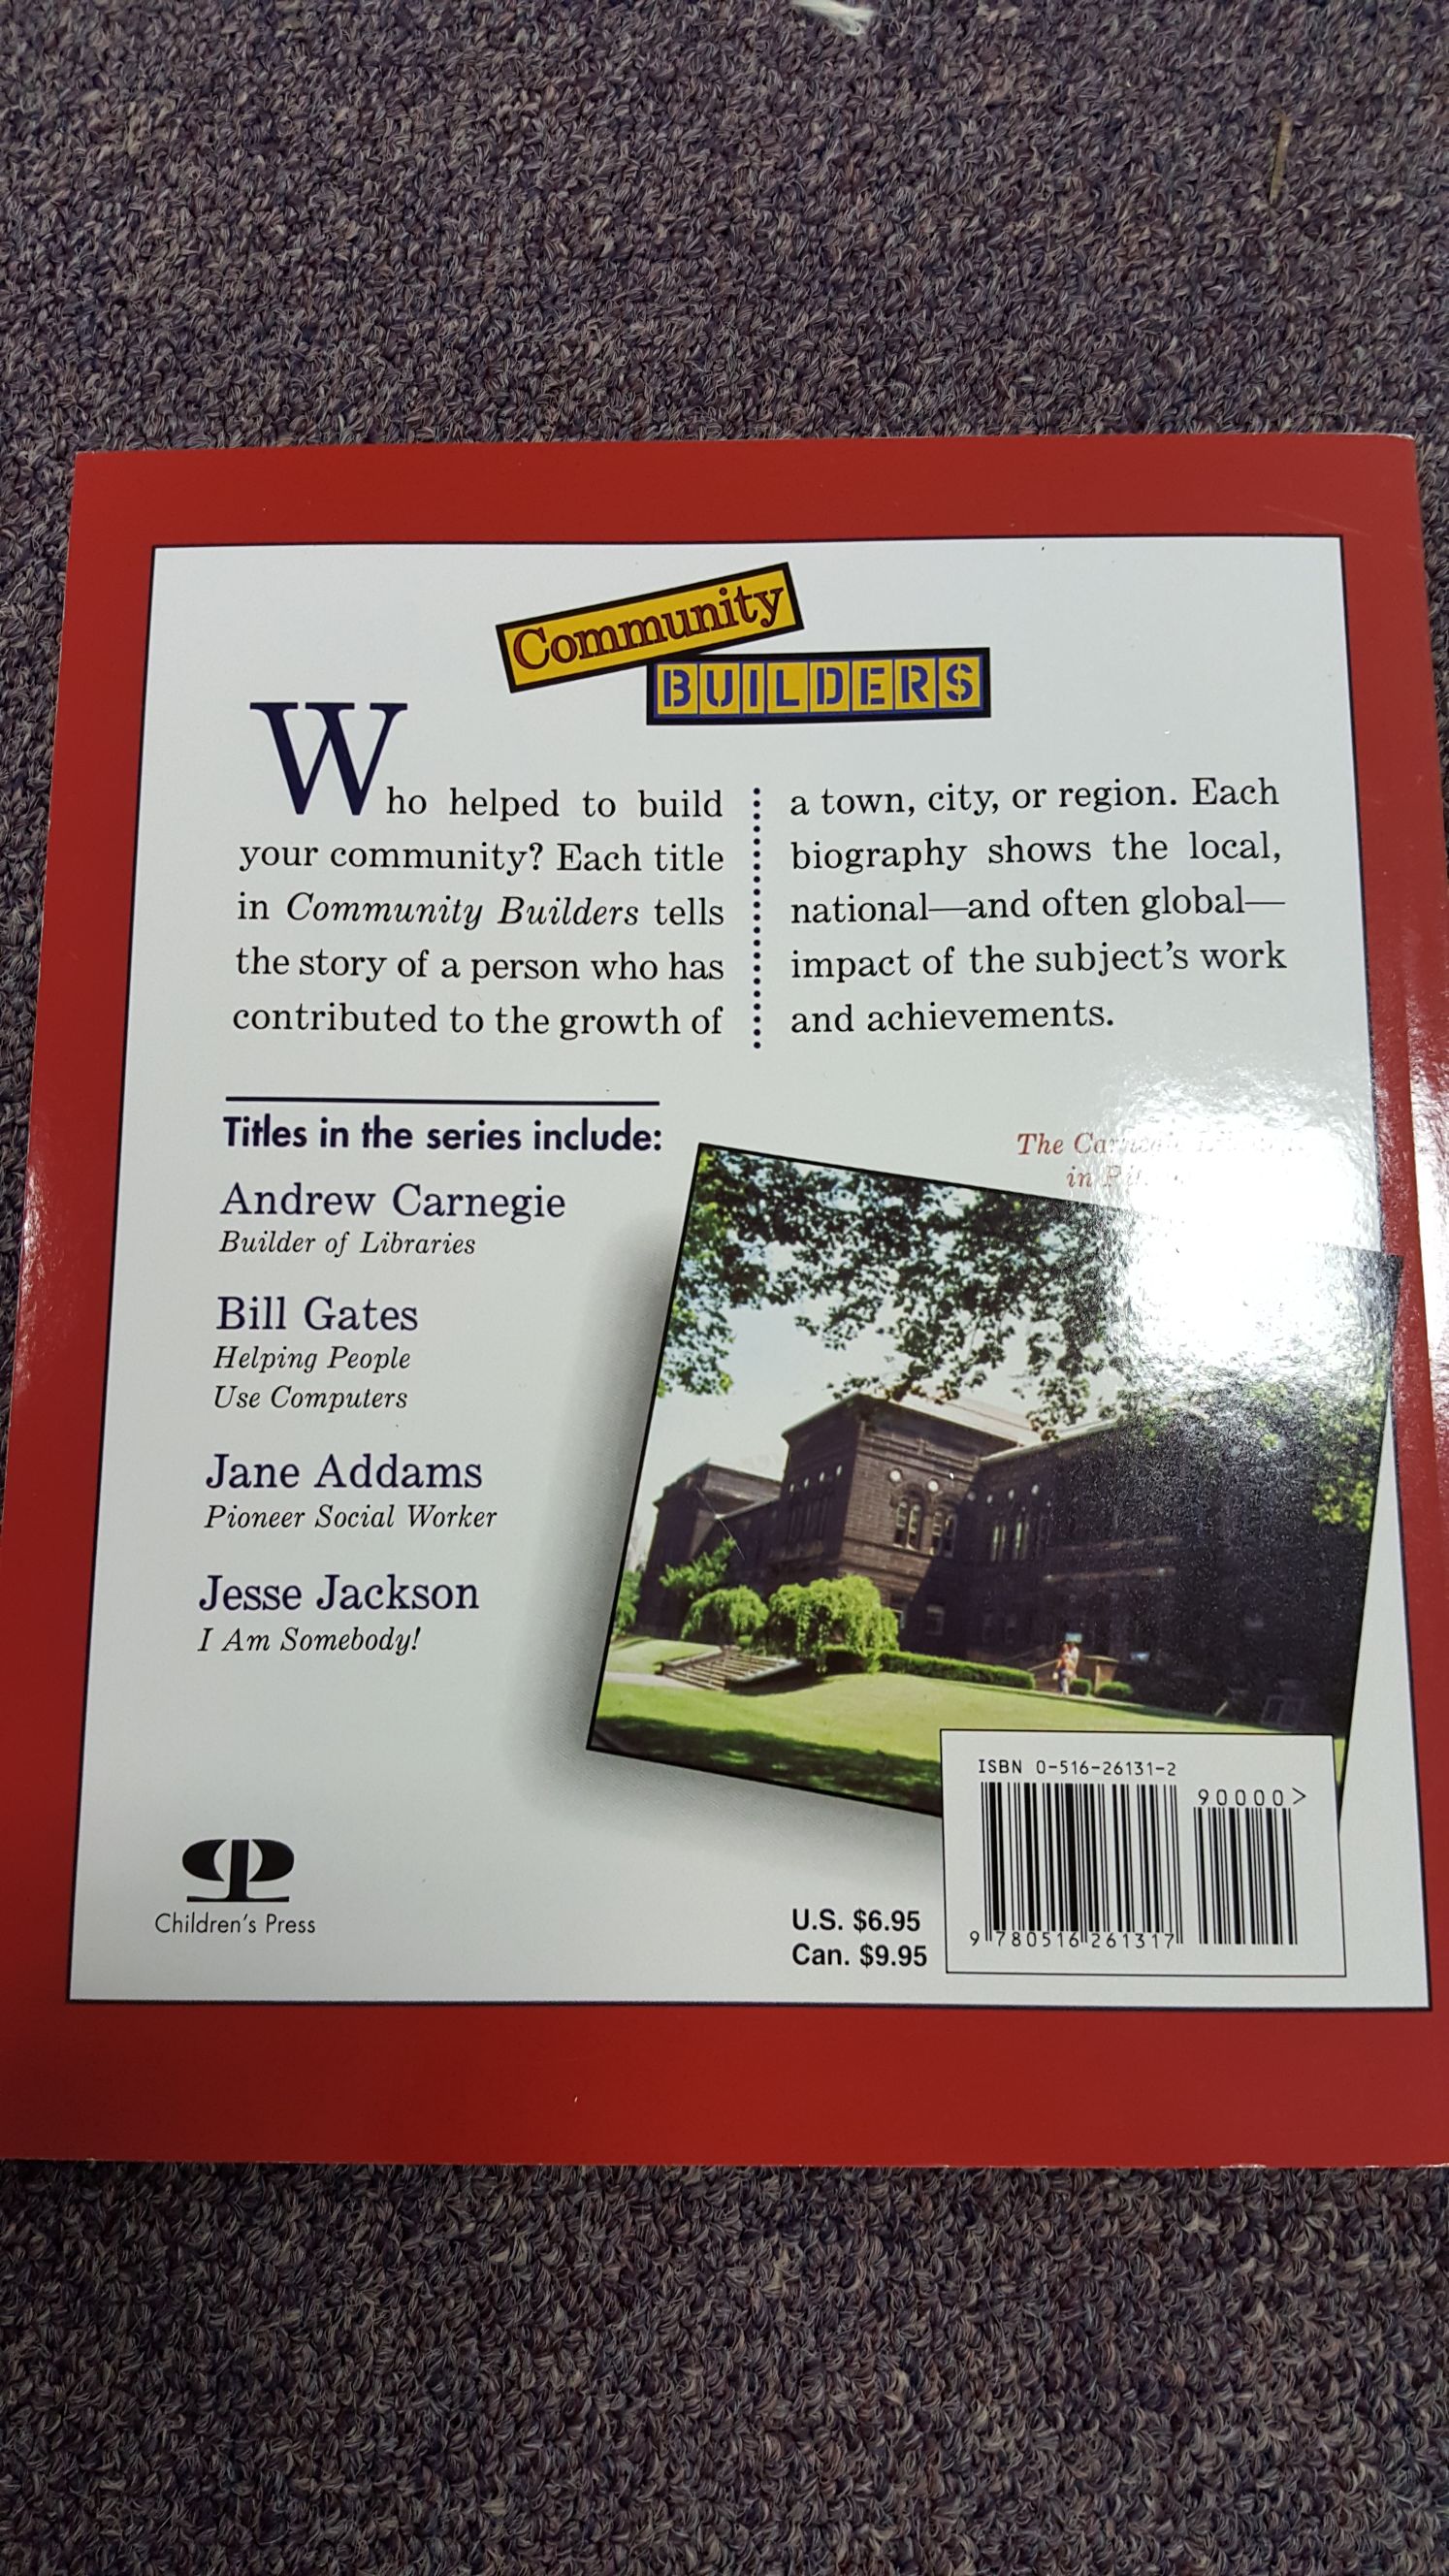 Community
BUILDERS
Who helped to build
your community? Each title
in Community Builders tells
the story of a person who has
contributed to the growth of
a town, city, or region. Each
biography shows the local,
national—and often global—
impact of the subject's work
and achievements.
Titles in the series include:
Andrew Carnegie
Builder of Libraries
Bill Gates
Helping People
Use Computers
Jane Addams
Pioneer Social Worker
Jesse Jackson
I Am Somebody!
The
in
ISBN 0-516-26131-2
90000>
9 780516 261317
U.S. $6.95
Can. $9.95
Children's Press